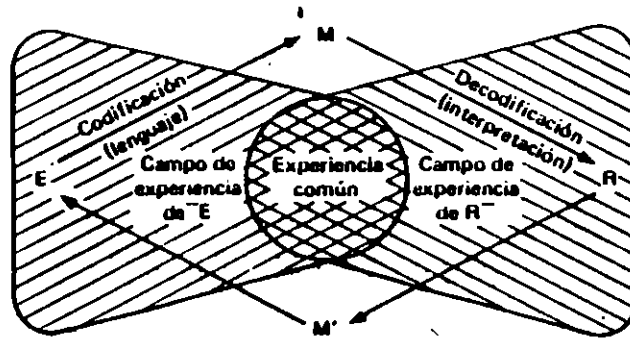 M
Codificación
(lenguaje)
Decodificación
(interpretación)
E
Campo de
experiencia
de E
Experiencia
común
Campo de
experiencia
de R
R
M'